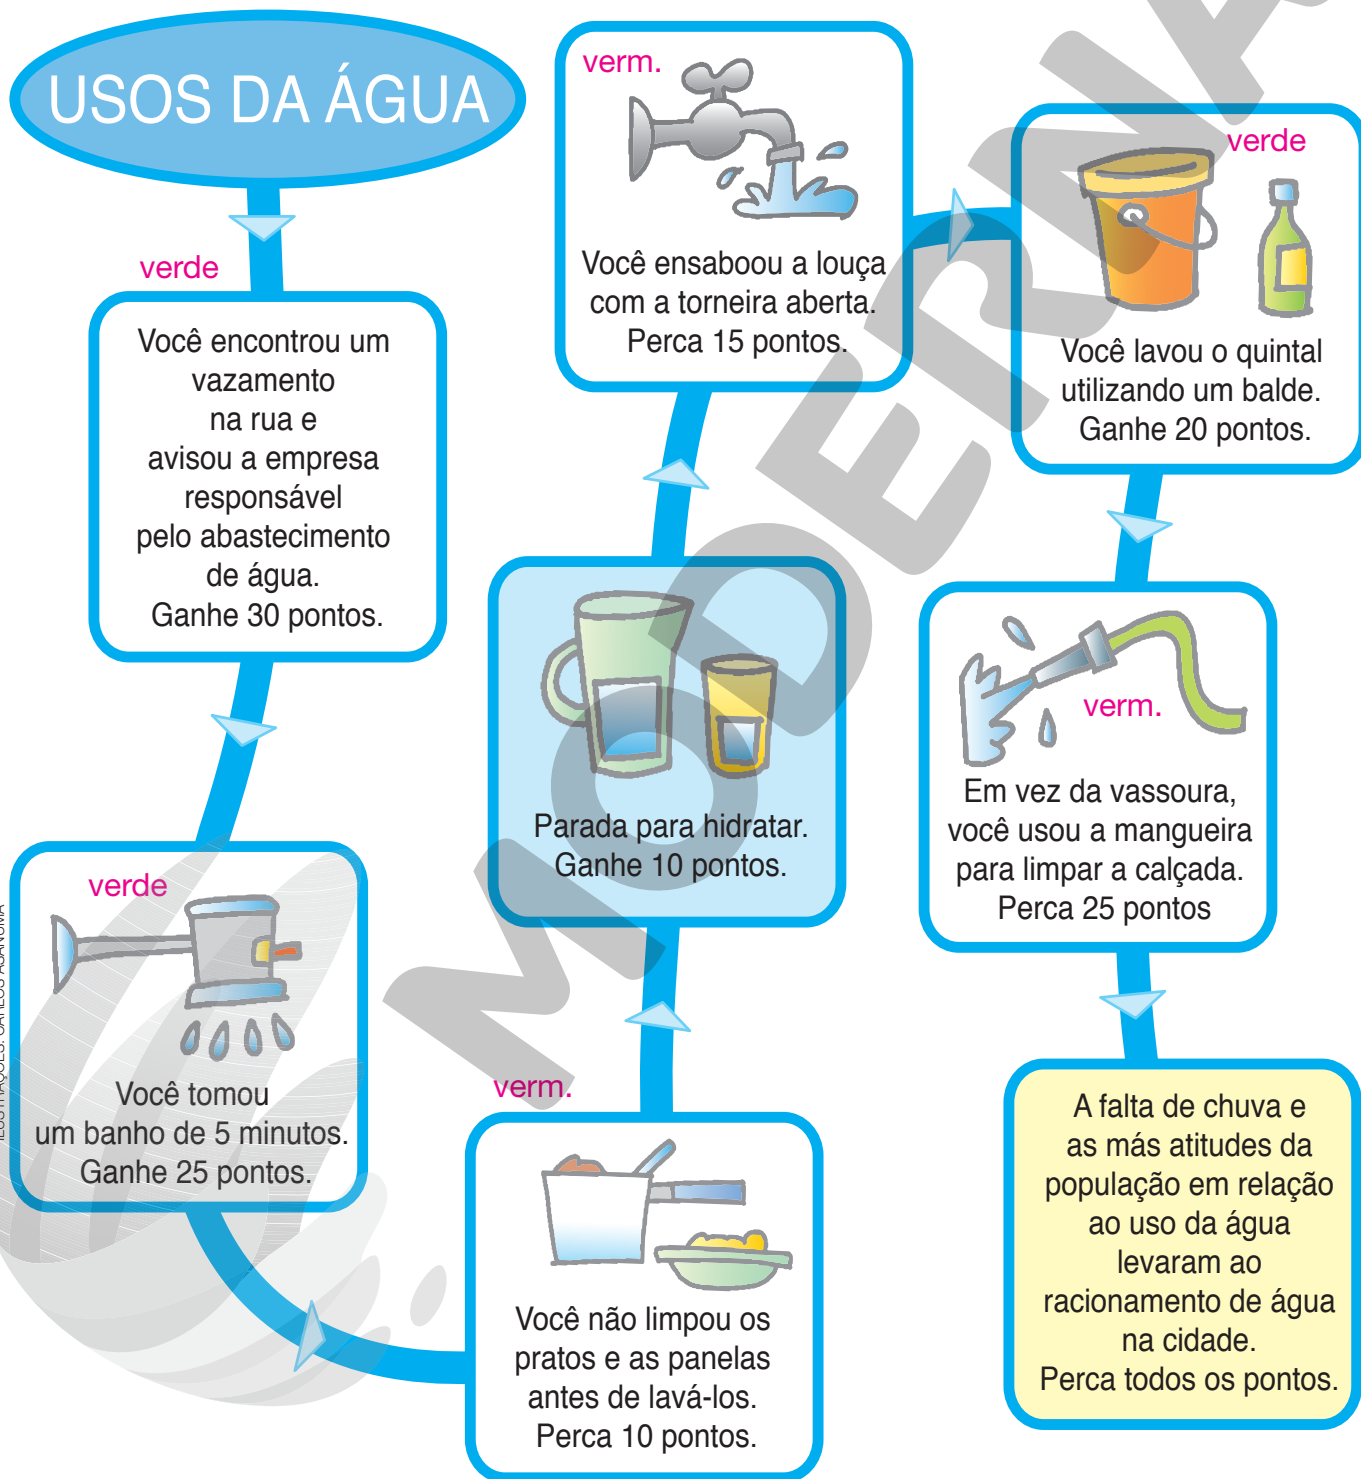 USOS DA ÁGUA
verde
Você encontrou um
vazamento
na rua e
avisou a empresa
responsável
pelo abastecimento
de água.
Ganhe 30 pontos.
verde
Você tomou
um banho de 5 minutos.
Ganhe 25 pontos.
verm.
Você não limpou os
pratos e as panelas
antes de lavá-los.
Perca 10 pontos.
Parada para hidratar.
Ganhe 10 pontos.
verm.
Você ensaboou a louça
com a torneira aberta.
Perca 15 pontos.
verde
Você lavou o quintal
utilizando um balde.
Ganhe 20 pontos.
verm.
Em vez da vassoura,
você usou a mangueira
para limpar a calçada.
Perca 25 pontos
A falta de chuva e
as más atitudes da
população em relação
ao uso da água
levaram ao
racionamento de água
na cidade.
Perca todos os pontos.
ILUSTRAÇÕES: CARLOS ASANUMA
MODERNA